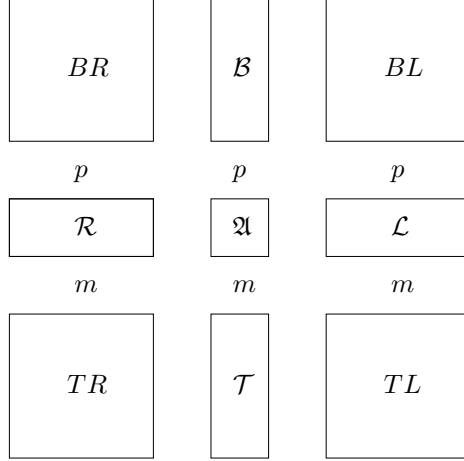 BR ℬ BL
p p p
ℛ 𝔄 ℒ
m m m
TR 𝒯 TL